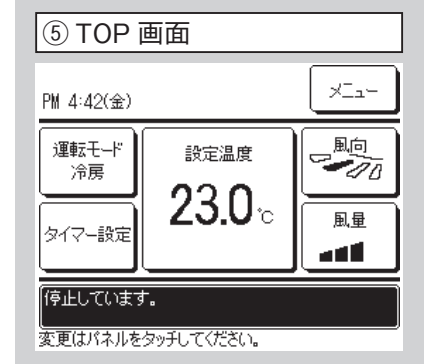 ⑤ TOP 画面
PM 4:42(金)
メニュー
運転モード
冷房
設定温度
23.0℃
風向
タイマー設定
風量
停止しています。
変更はパネルをタッチしてください。